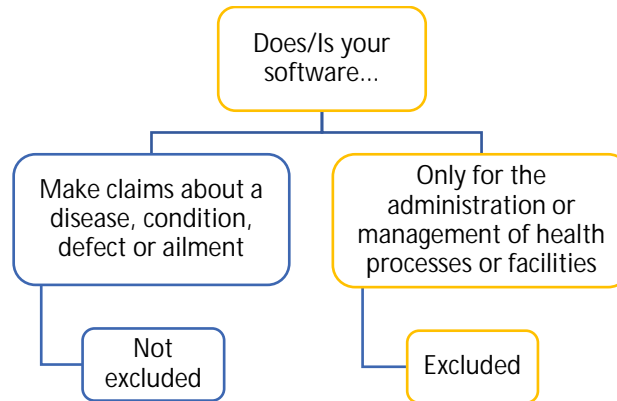 Does/Is your
software...
Make claims about a
disease, condition,
defect or ailment
Only for the
administration or
management of health
processes or facilities
Not
excluded
Excluded